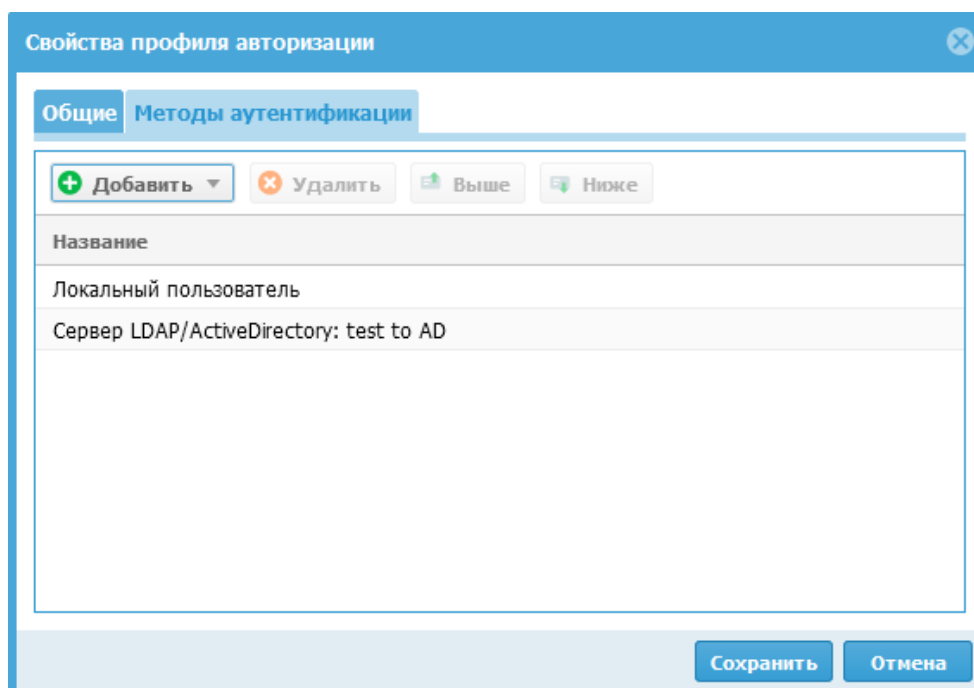 Свойства профиля авторизации
Общие Методы аутентификации
Добавить Удалить Выше Ниже
Название
Локальный пользователь
Сервер LDAP/ActiveDirectory: test to AD
Сохранить Отмена